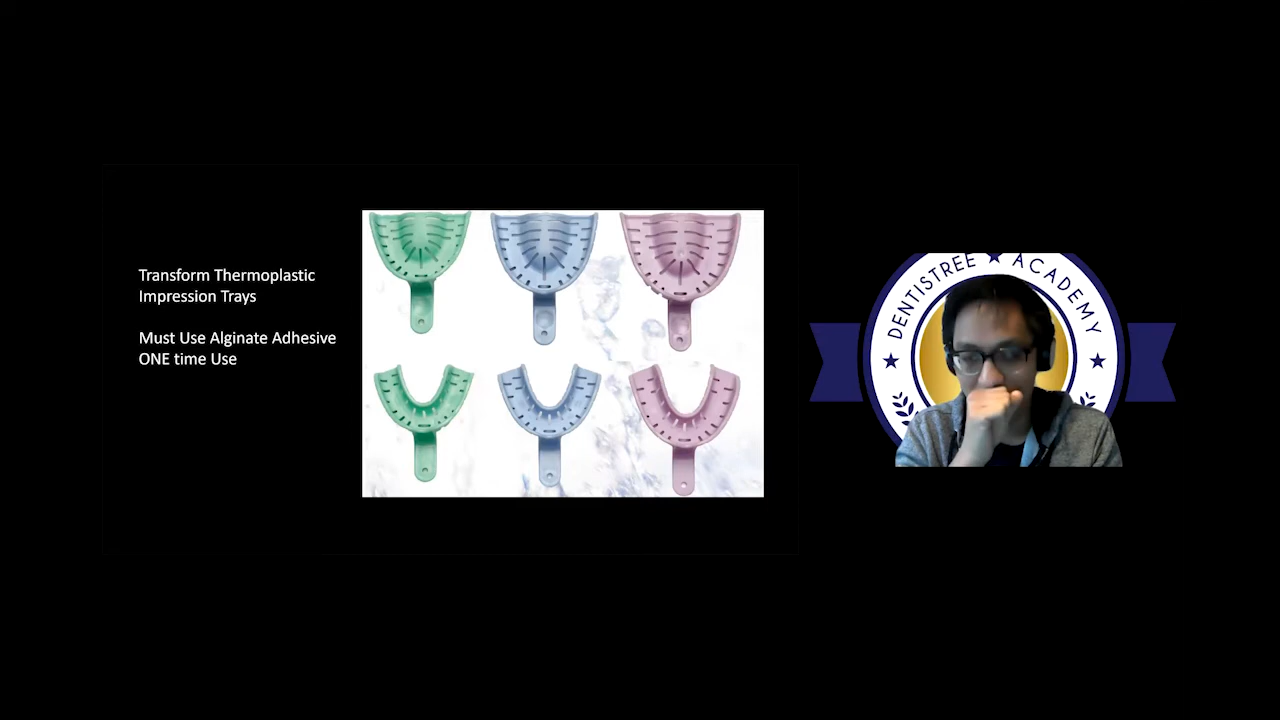 Transform Thermoplastic
Impression Trays
Must Use Alginate Adhesive
ONE time Use
DENTISTREE ★ ACADEMY